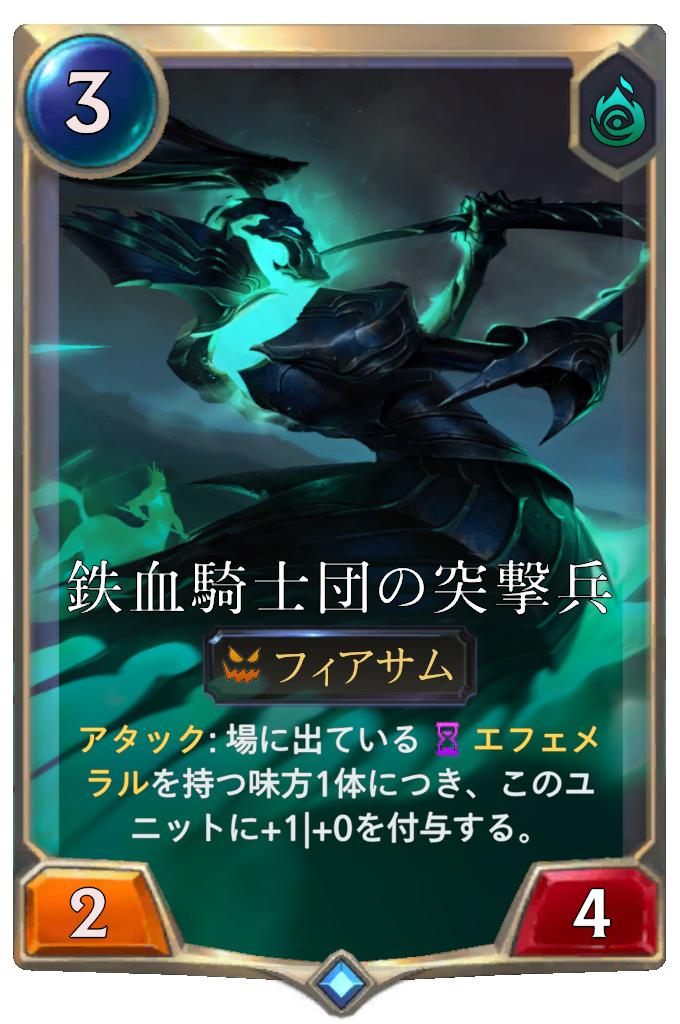 3
鉄血騎士団の突撃兵
フィアサム
アタック: 場に出ている エフェメ
ラルを持つ味方1体につき、このユ
ニットに+1|+0を付与する。
2
4